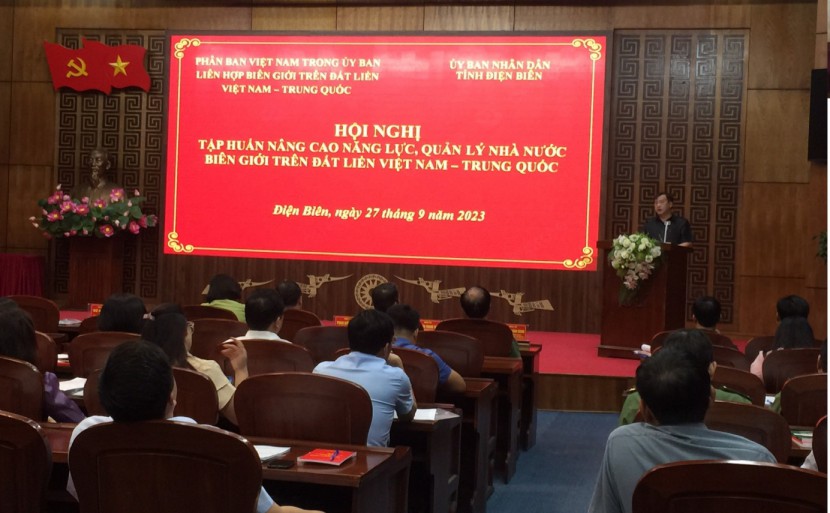 PHÂN BAN VIỆT NAM TRONG ỦY BAN
LIÊN HỢP BIÊN GIỚI TRÊN ĐẤT LIỀN
VIỆT NAM – TRUNG QUỐC
ỦY BAN NHÂN DÂN
TỈNH ĐIỆN BIÊN
HỘI NGHỊ
TẬP HUẤN NÂNG CAO NĂNG LỰC, QUẢN LÝ NHÀ NƯỚC
BIÊN GIỚI TRÊN ĐẤT LIỀN VIỆT NAM – TRUNG QUỐC
Điện Biên, ngày 27 tháng 9 năm 2023